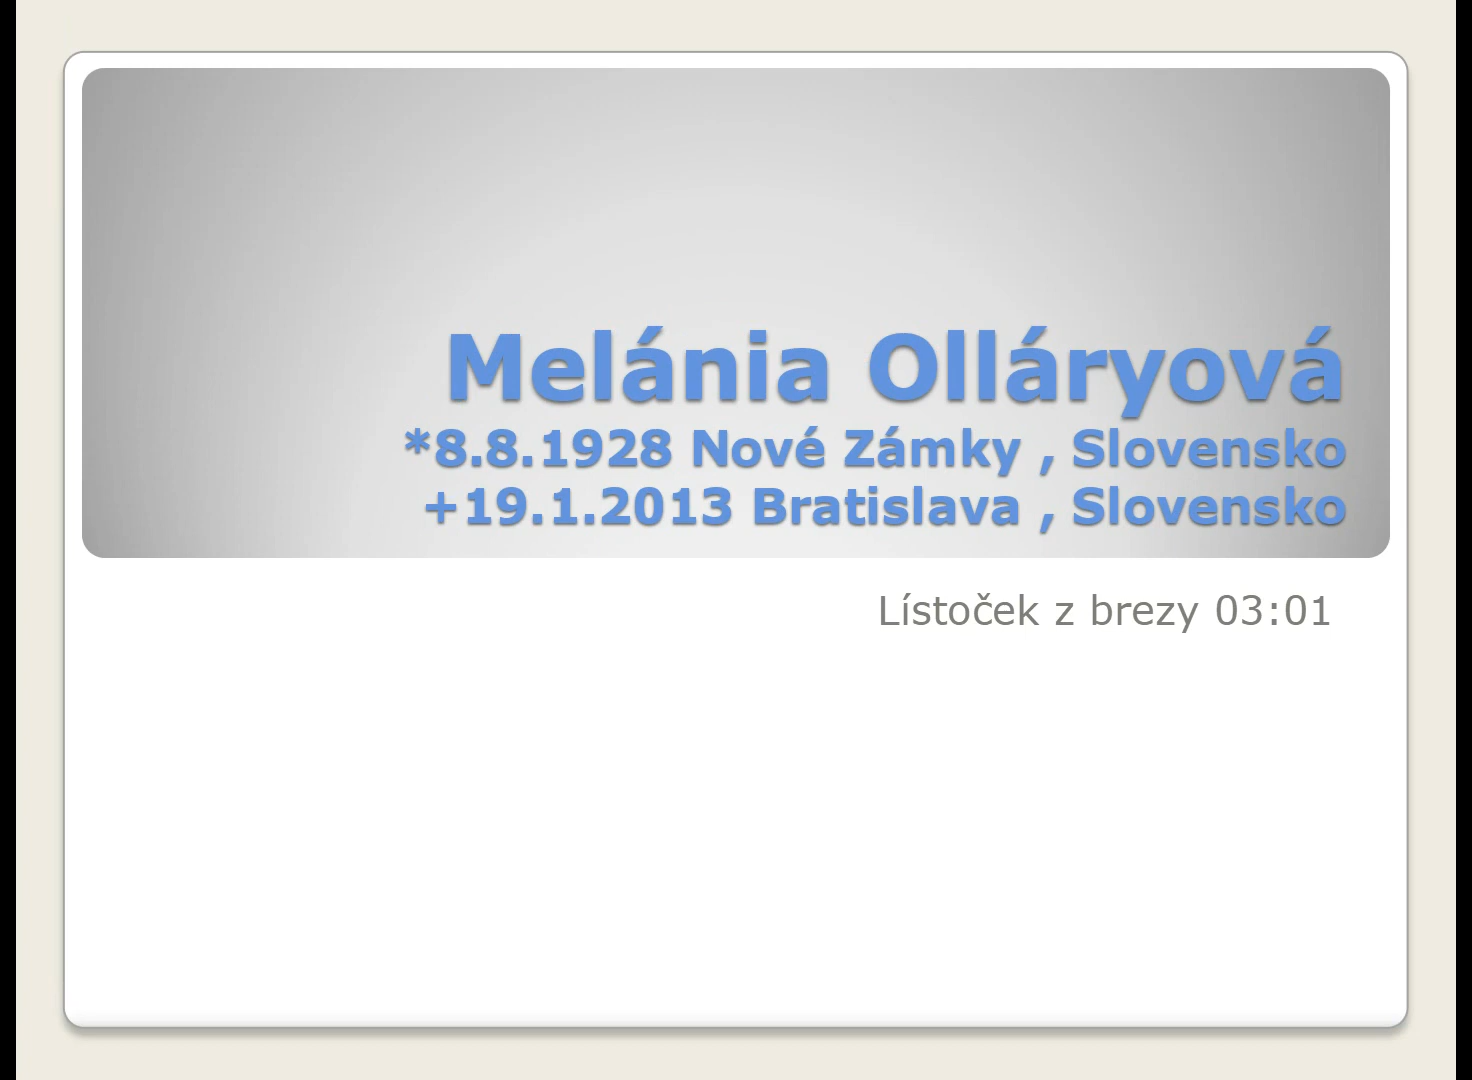 Melánia Olláryová
*8.8.1928 Nové Zámky , Slovensko
+19.1.2013 Bratislava , Slovensko
Lístoček z brezy 03:01